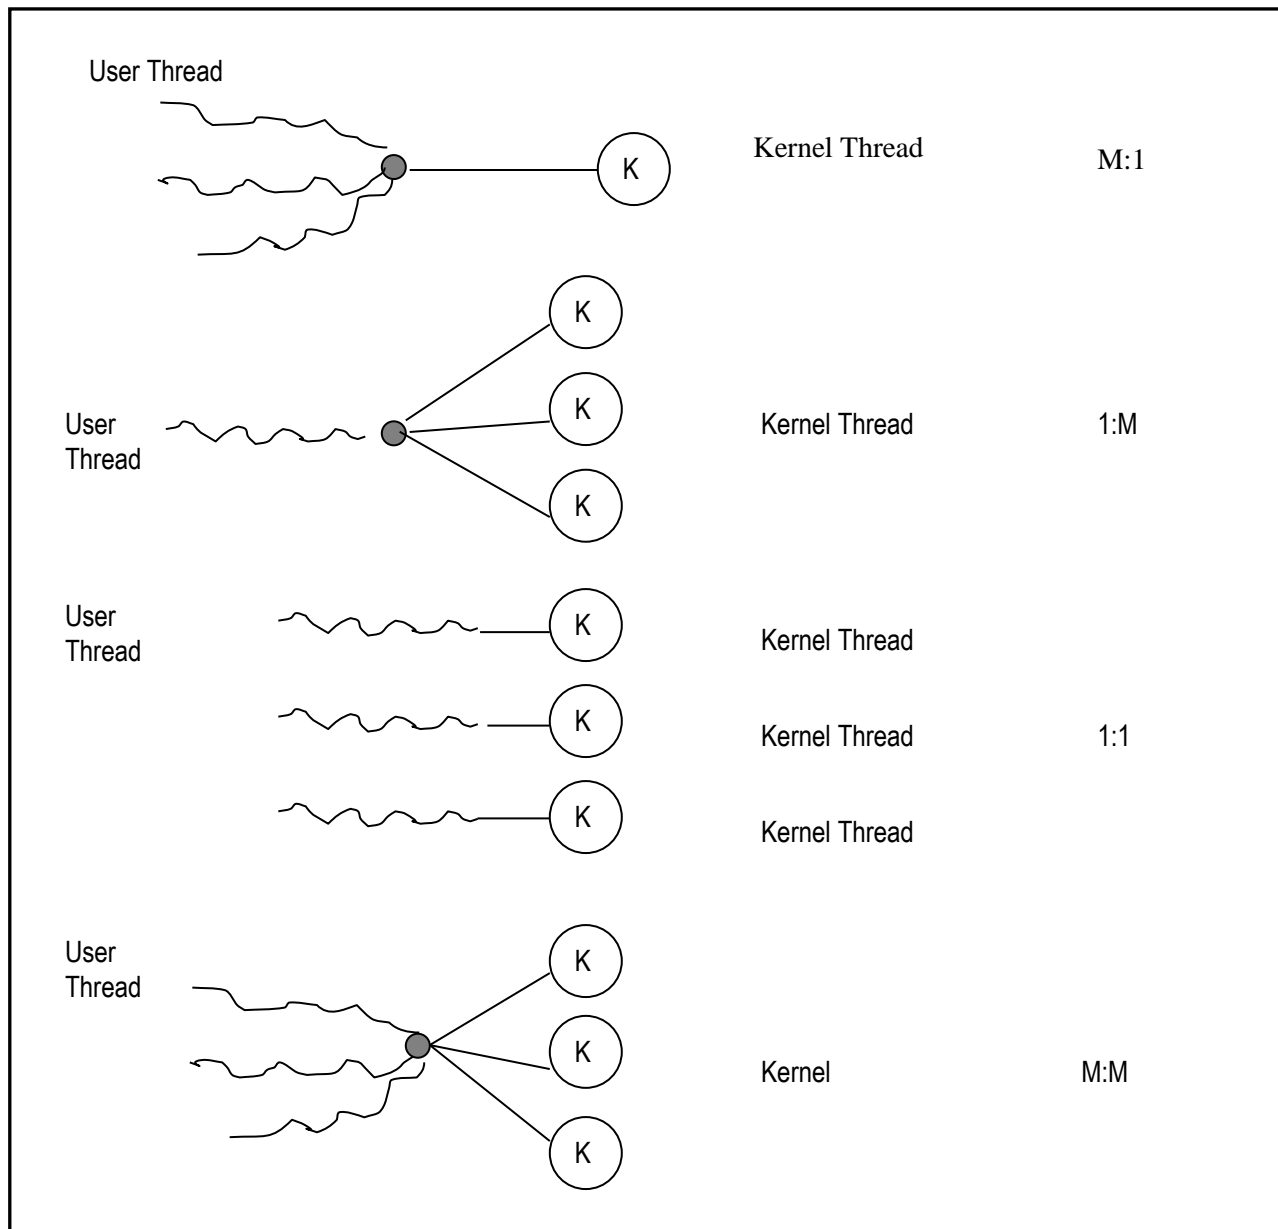 User Thread
K
Kernel Thread
M:1
K
K
K
User
Thread
Kernel Thread
1:M
K
User
Thread
K
Kernel Thread
K
Kernel Thread
1:1
K
Kernel Thread
User
Thread
K
K
Kernel
M:M
K